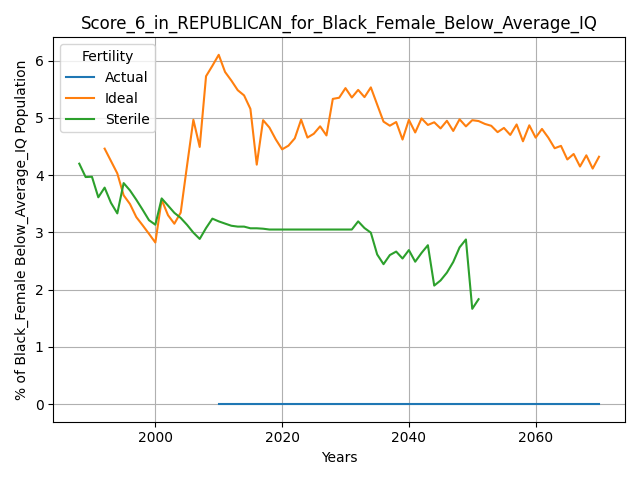 Score_6_in_REPUBLICAN_for_Black_Female_Below_Average_IQ
% of Black_Female Below_Average_IQ Population
Fertility
Actual
Ideal
Sterile
6
5
4
3
2
1
0
2000 2020 2040 2060
Years